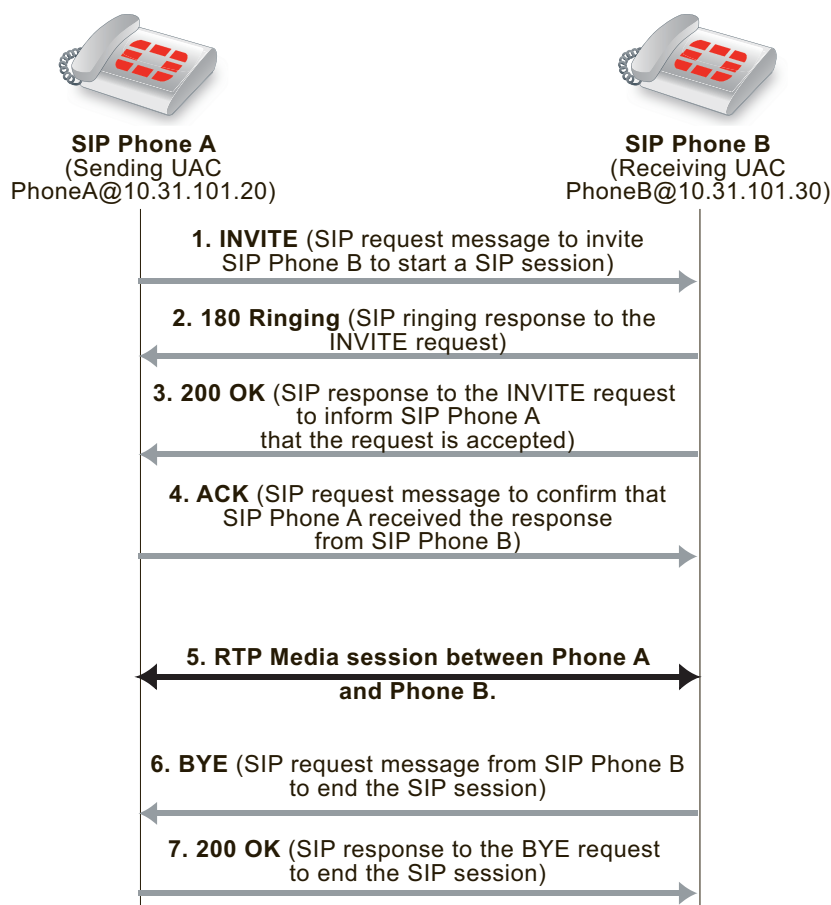 SIP Phone A
(Sending UAC
PhoneA@10.31.101.20)
SIP Phone B
(Receiving UAC
PhoneB@10.31.101.30)
1. INVITE (SIP request message to invite
SIP Phone B to start a SIP session)
2. 180 Ringing (SIP ringing response to the
INVITE request)
3. 200 OK (SIP response to the INVITE request
to inform SIP Phone A
that the request is accepted)
4. ACK (SIP request message to confirm that
SIP Phone A received the response
from SIP Phone B)
5. RTP Media session between Phone A
and Phone B.
6. BYE (SIP request message from SIP Phone B
to end the SIP session)
7. 200 OK (SIP response to the BYE request
to end the SIP session)